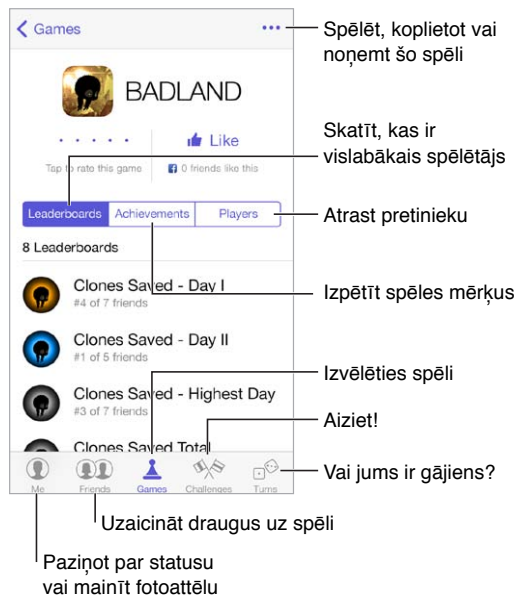 Games
Spēlēt, koplietot vai
noņemt šo spēli
BADLAND
Like
Tap to rate this game
0 friends like this
Skatīt, kas ir
vislabākais spēlētājs
Leaderboards
Achievements
Players
Atrast pretinieku
8 Leaderboards
Clones Saved - Day I
#4 of 7 friends
Izpētīt spēles mērķus
Clones Saved - Day II
#1 of 5 friends
Izvēlēties spēli
Clones Saved - Highest Day
#3 of 7 friends
Aiziet!
Clones Saved Total
Vai jums ir gājiens?
Me
Friends
Games
Challenges
Turns
Uzaicināt draugus uz spēli
Paziņot par statusu
vai mainīt fotoattēlu